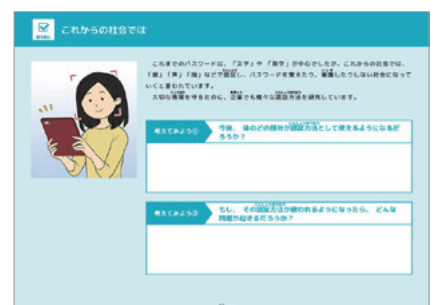 これからの社会では
これまでのパスワードは、「文字」や「数字」が中心でしたが、これからの社会では、
「顔」「声」「指」などで認証し、パスワードを覚えたり、筆記したりしない社会になって
いくと言われています。
大切な情報を守るために、企業でも様々な認証方法を研究しています。
考えてみよう①
今後、体のどの部分が認証方法として使えるようになるだ
ろうか?
考えてみよう②
もし、その認証方法が使われるようになったら、どんな
問題が起きるだろうか?